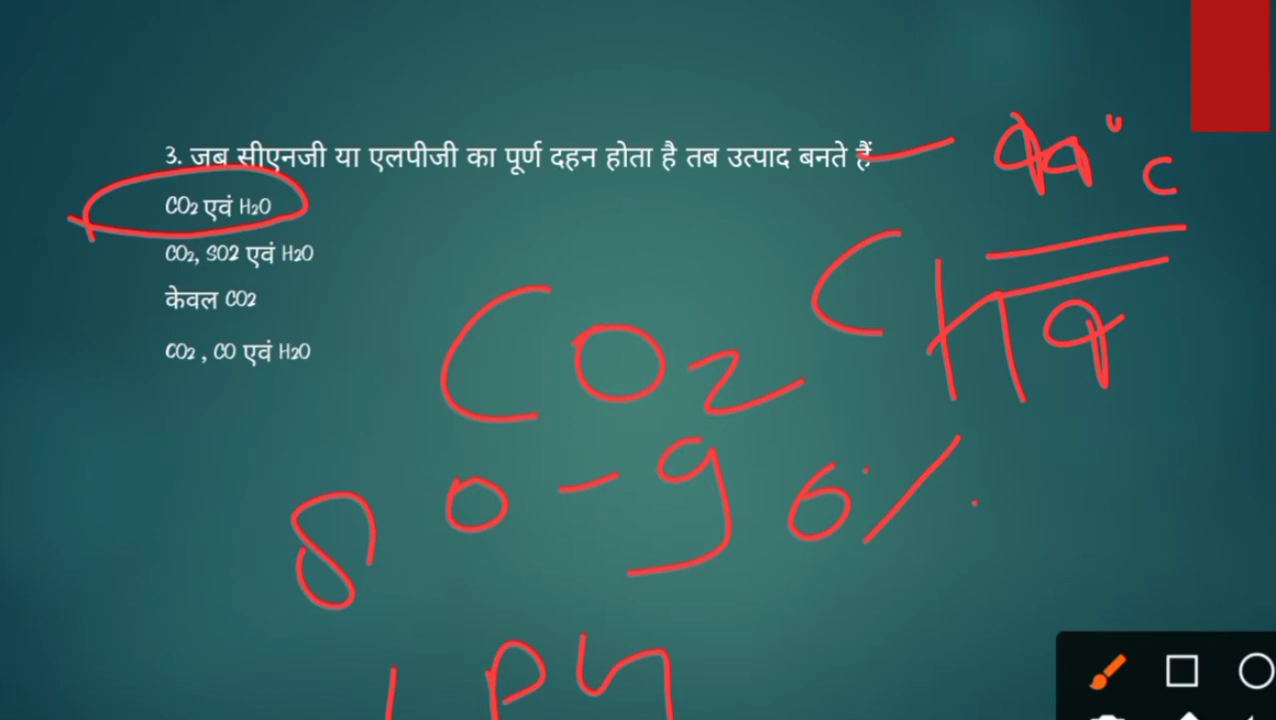 3. जब सीएनजी या एलपीजी का पूर्ण दहन होता है तब उत्पाद बनते हैं
CO₂ एवं H₂O
CO₂, SO2 एवं H₂O
केवल CO2
CO₂ , CO एवं H₂O
°C
CH4
CO2
80-96%